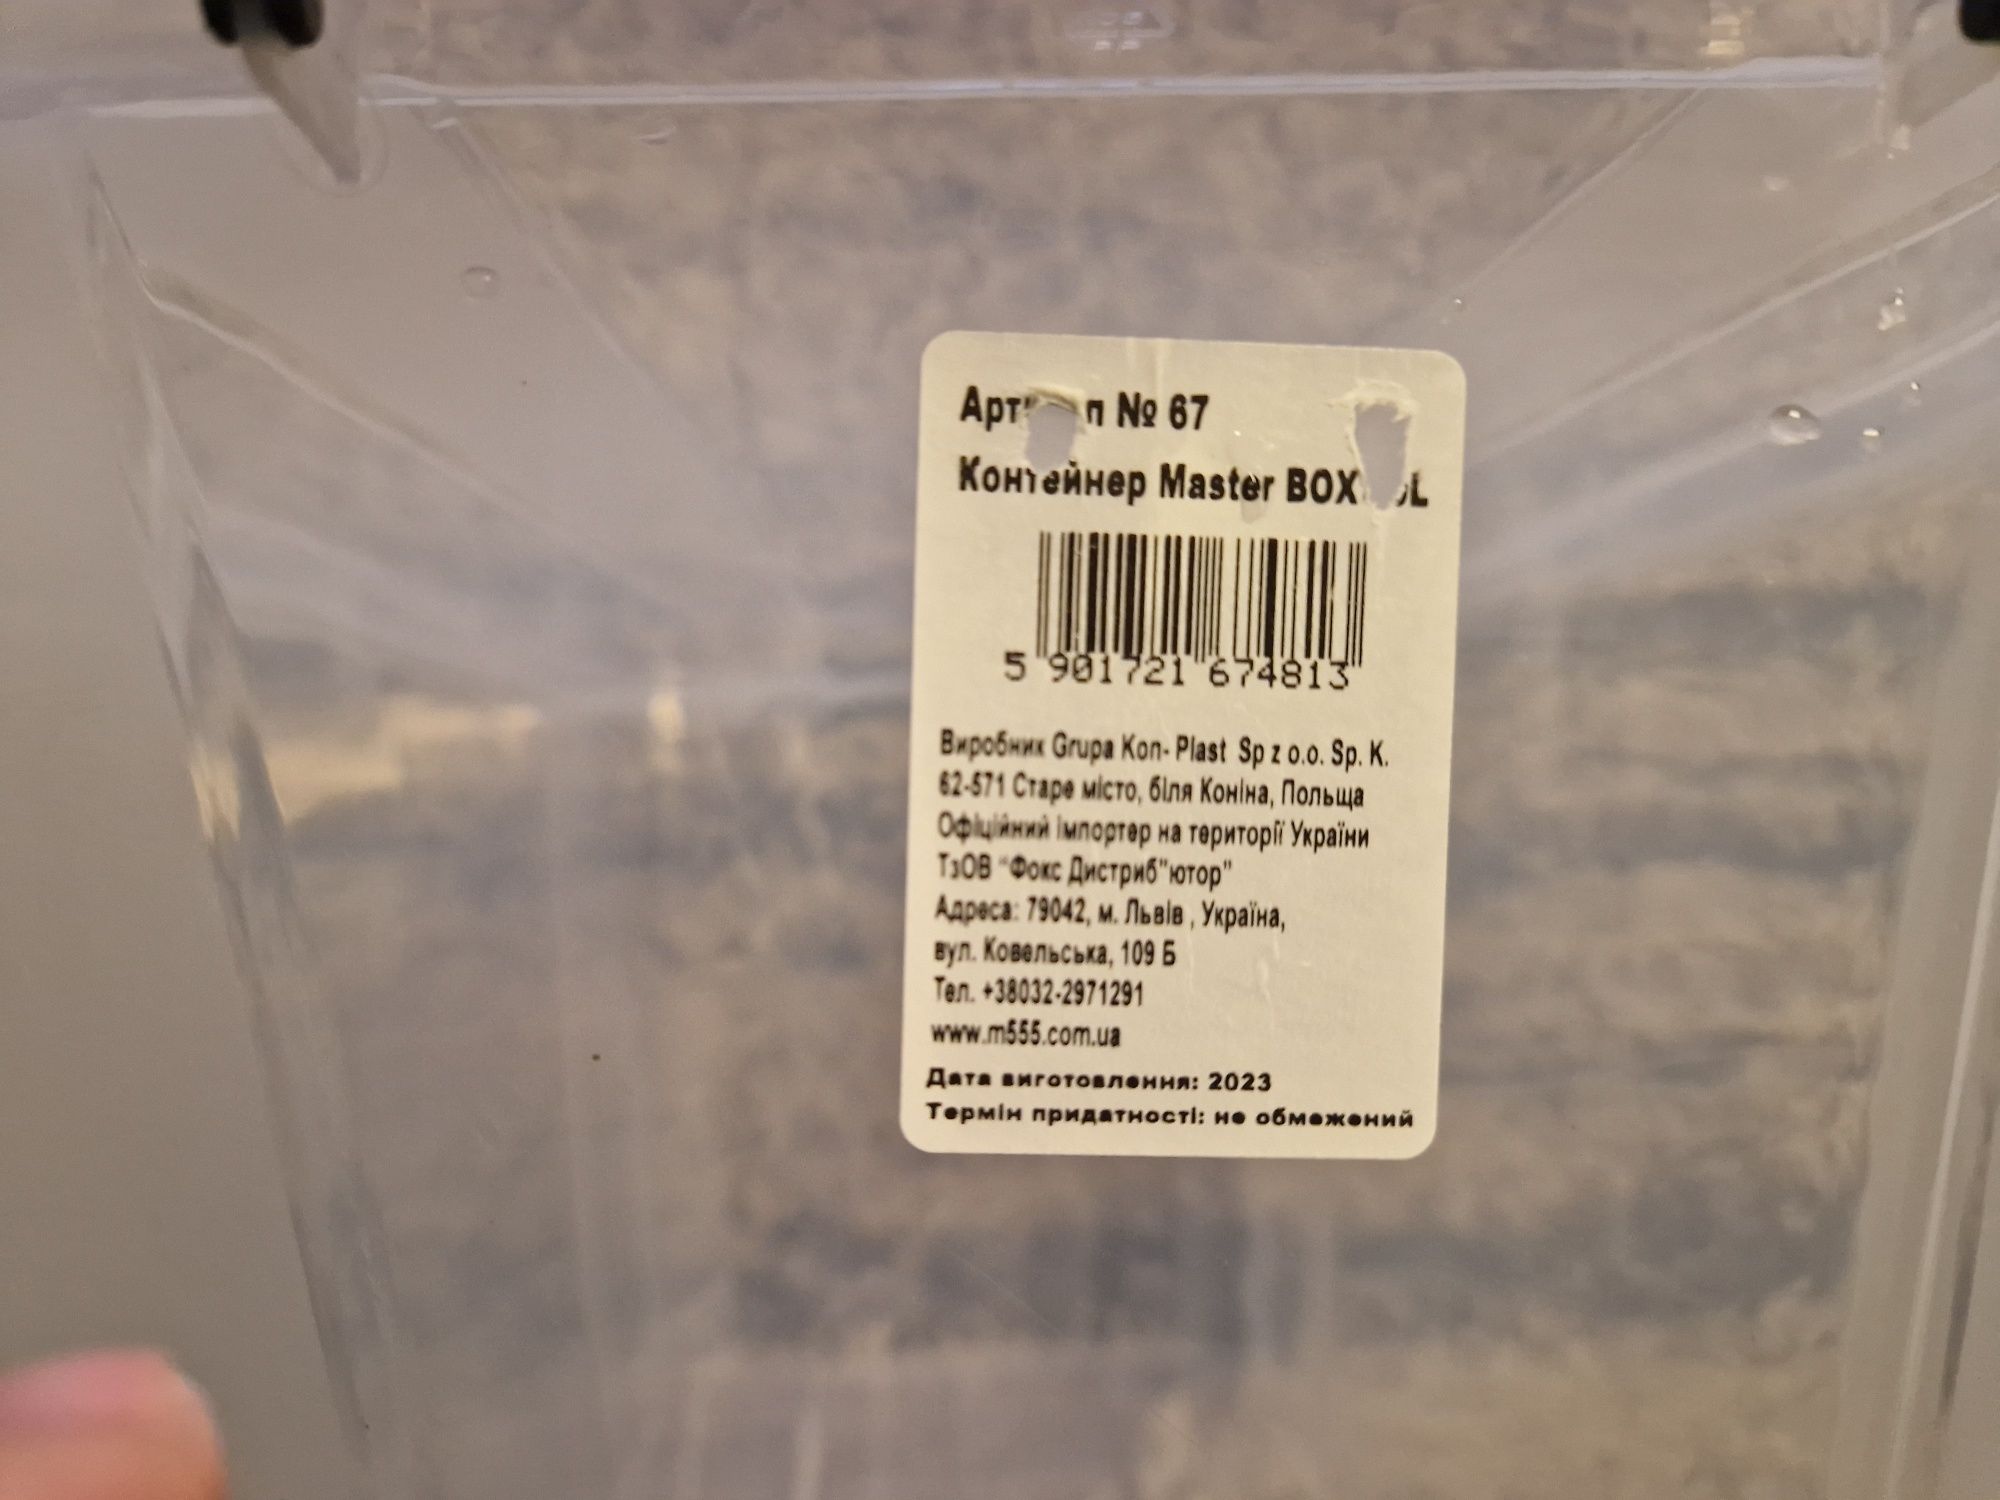 № 67
Контейнер Master BOX
5 901721 674813
Виробник Grupa Kon- Plast Sp z o.o. Sp. K.
62-571 Старе місто, біля Коніна, Польща
Офіційний імпортер на території України
ТзОВ "Фокс Дистриб"ютор"
Адреса: 79042, м. Львів , Україна,
вул. Ковельська, 109 Б
Тел. +38032-2971291
www.m555.com.ua
Дата виготовлення: 2023
Термін придатності: не обмежений